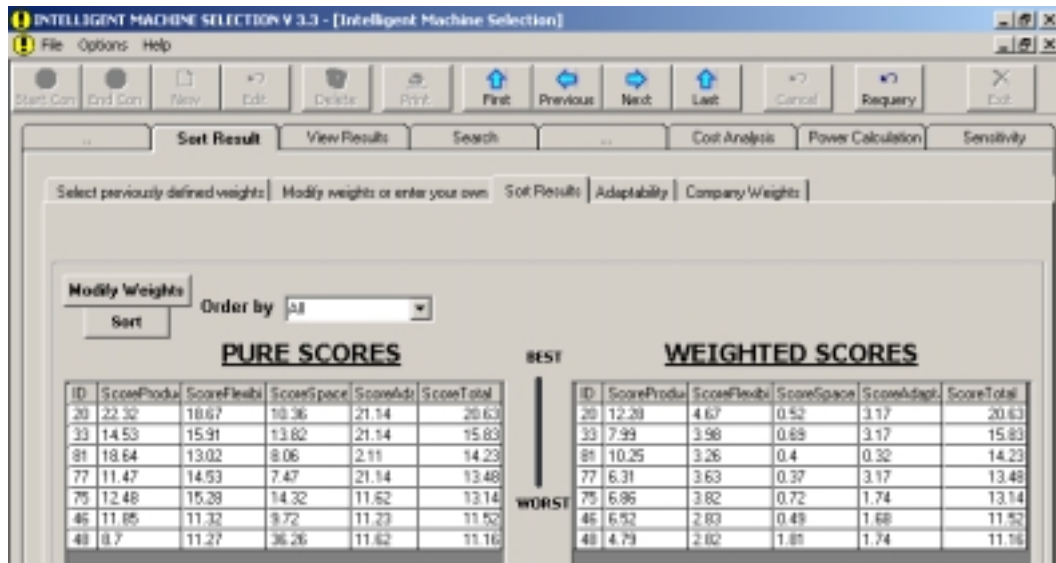 INTELLIGENT MACHINE SELECTION V 3.3 - [Intelligent Machine Selection]
File Options Help
Start Con End Con New Edit Delete Print First Previous Next Last Cancel Requery Exit
.. Sort Result View Results Search ... Cost Analysis Power Calculation Sensitivity
Select previously defined weights Modify weights or enter your own Sort Results Adaptability Company Weights
Modify Weights
Order by All
Sort
PURE SCORES BEST WEIGHTED SCORES
ID ScoreProdu ScoreFlexibi ScoreSpace ScoreAda ScoreTotal ID ScoreProdu ScoreFlexibi ScoreSpace ScoreAdapt. ScoreTotal
20 22.32 18.67 10.36 21.14 20.63 20 12.28 4.67 0.52 3.17 20.63
33 14.53 15.91 13.82 21.14 15.83 33 7.99 3.98 0.69 3.17 15.83
81 18.64 13.02 8.06 2.11 14.23 81 10.25 3.26 0.4 0.32 14.23
77 11.47 14.53 7.47 21.14 13.48 77 6.31 3.63 0.37 3.17 13.48
75 12.48 15.28 14.32 11.62 13.14 WORST 75 6.86 3.82 0.72 1.74 13.14
46 11.85 11.32 9.72 11.23 11.52 46 6.52 2.83 0.49 1.68 11.52
48 8.7 11.27 36.26 11.62 11.16 48 4.79 2.82 1.81 1.74 11.16